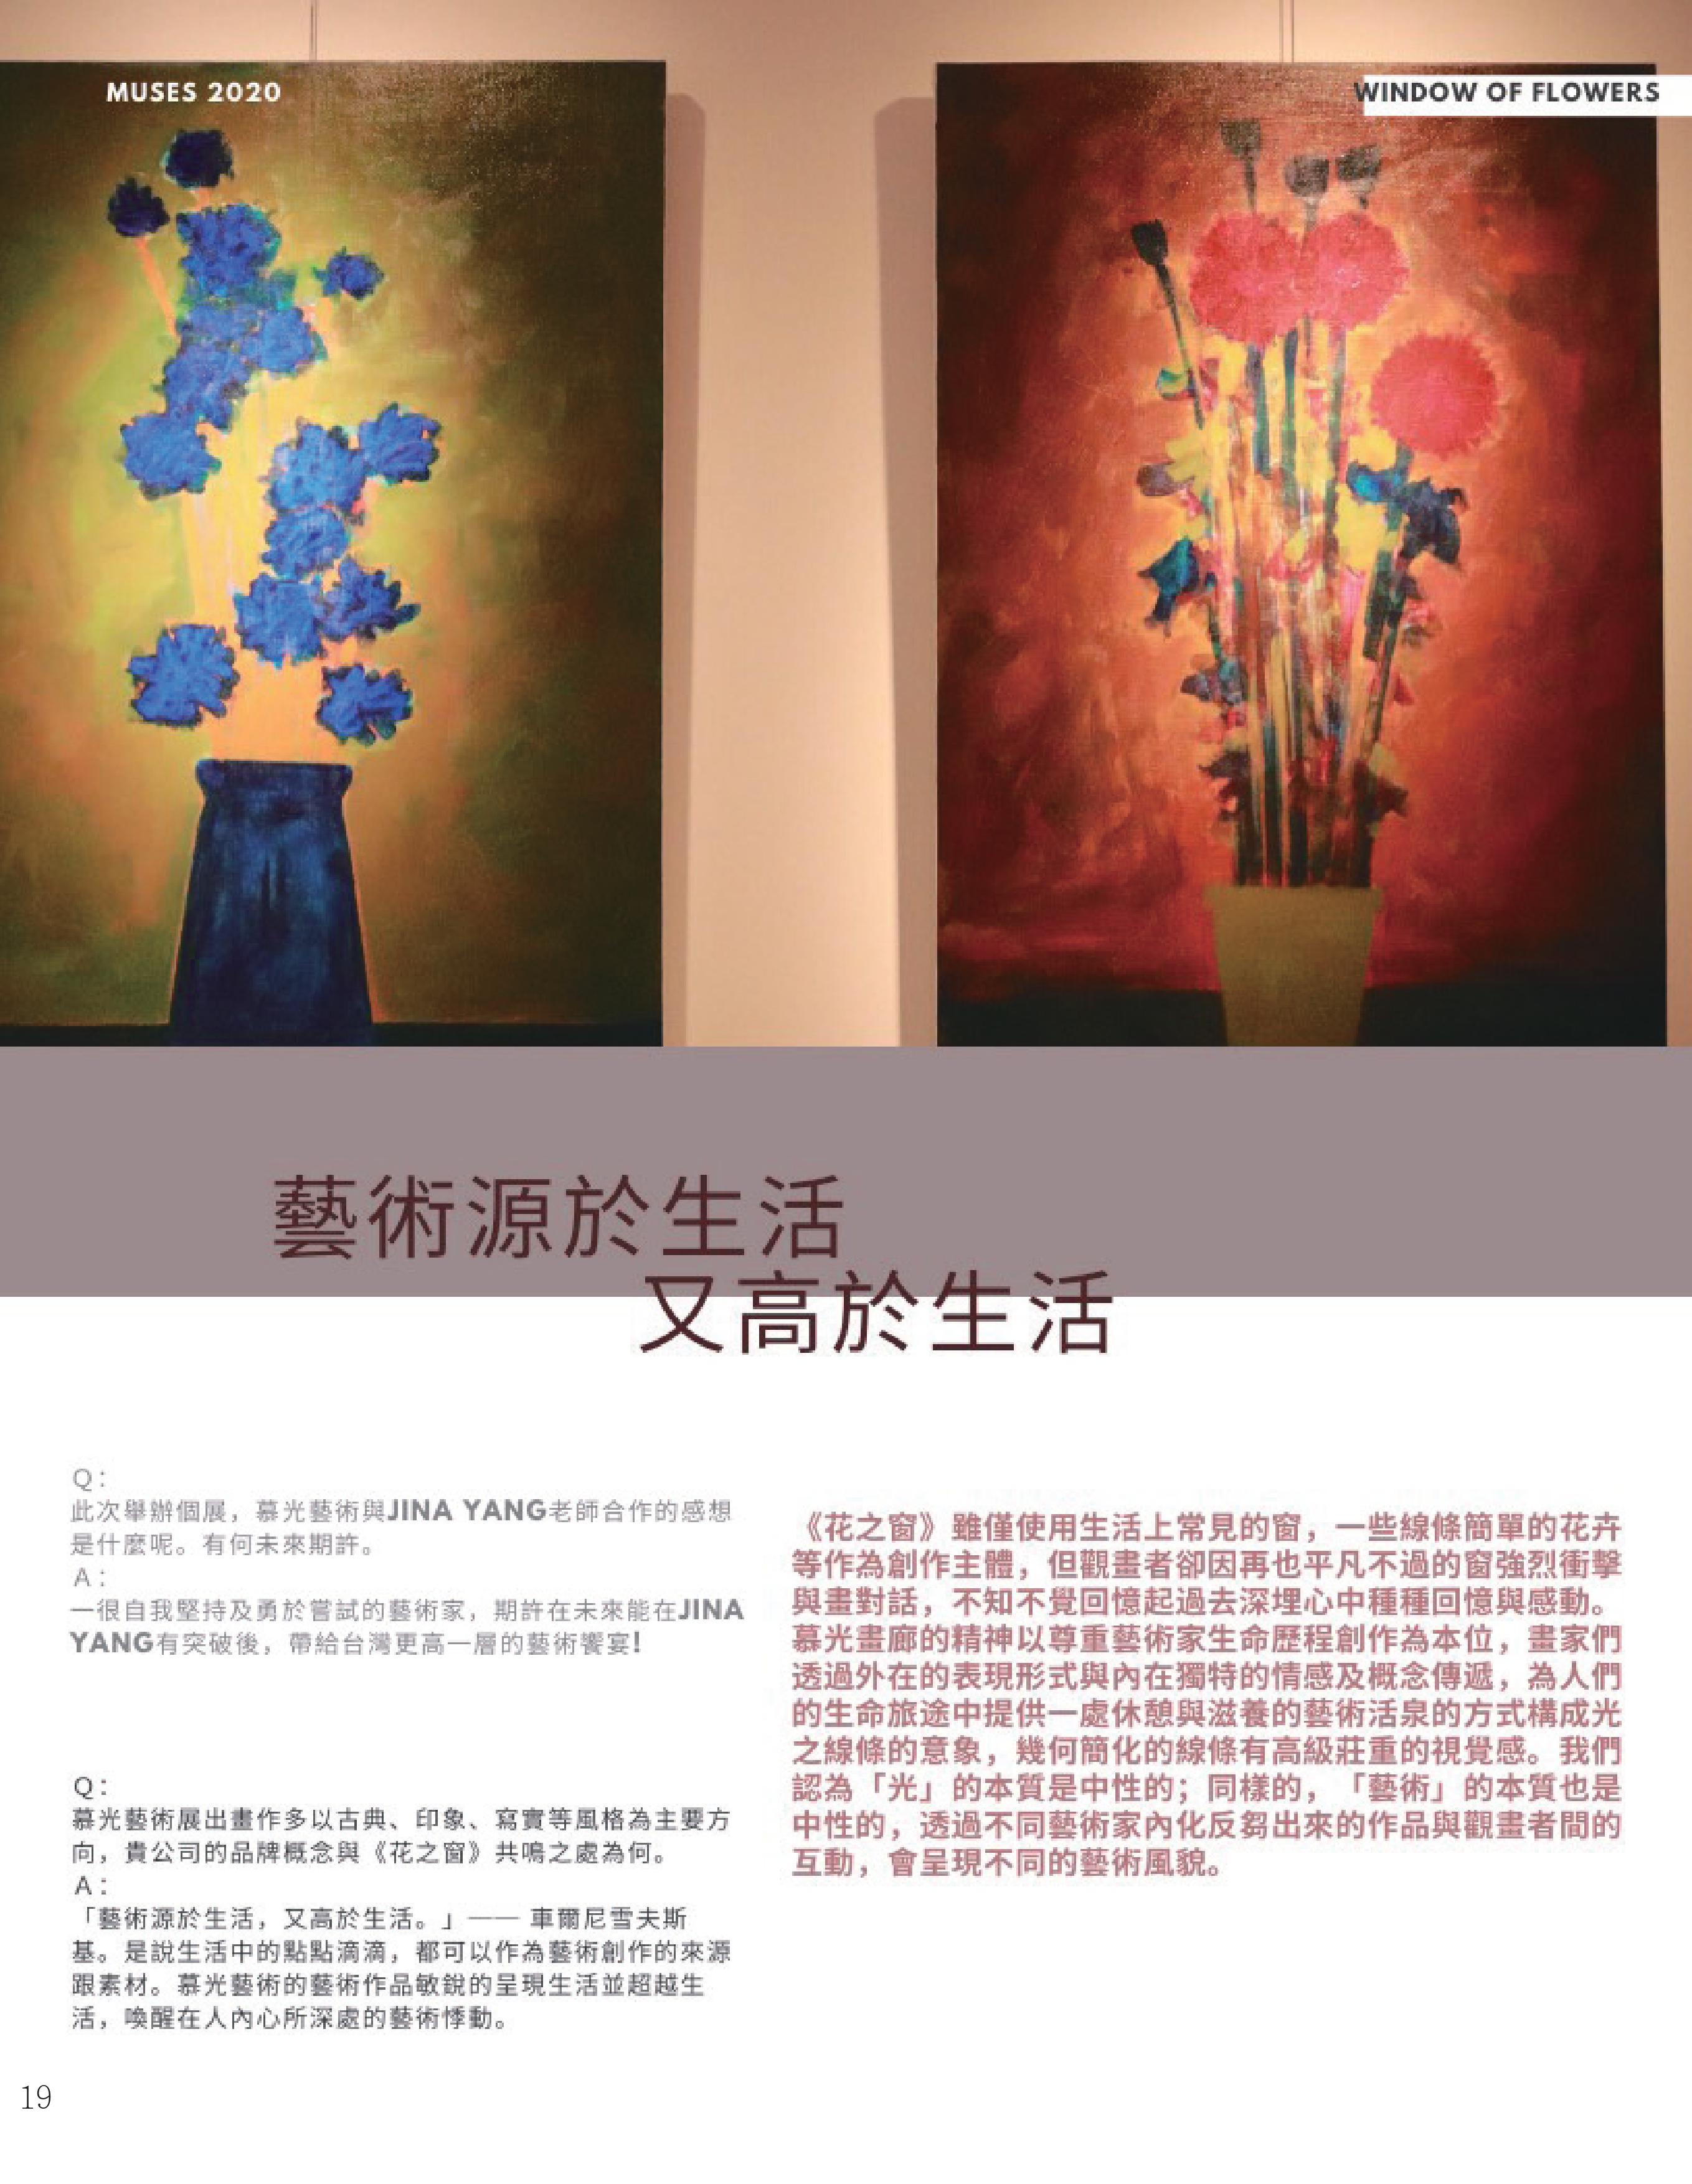 MUSES 2020
WINDOW OF FLOWERS
藝術源於生活
又高於生活
Q：
此次舉辦個展，慕光藝術與JINA YANG老師合作的感想
是什麼呢。有何未來期許。
A：
一很自我堅持及勇於嘗試的藝術家，期許在未來能在JINA
YANG有突破後，帶給台灣更高一層的藝術饗宴!
Q：
慕光藝術展出畫作多以古典、印象、寫實等風格為主要方
向，貴公司的品牌概念與《花之窗》共鳴之處為何。
A：
「藝術源於生活，又高於生活。」—— 車爾尼雪夫斯
基。是說生活中的點點滴滴，都可以作為藝術創作的來源
跟素材。慕光藝術的藝術作品敏銳的呈現生活並超越生
活，喚醒在人內心所深處的藝術悸動。
《花之窗》雖僅使用生活上常見的窗，一些線條簡單的花卉
等作為創作主體，但觀畫者卻因再也平凡不過的窗強烈衝擊
與畫對話，不知不覺回憶起過去深埋心中種種回憶與感動。
慕光畫廊的精神以尊重藝術家生命歷程創作為本位，畫家們
透過外在的表現形式與內在獨特的情感及概念傳遞，為人們
的生命旅途中提供一處休憩與滋養的藝術活泉的方式構成光
之線條的意象，幾何簡化的線條有高級莊重的視覺感。我們
認為「光」的本質是中性的；同樣的，「藝術」的本質也是
中性的，透過不同藝術家內化反芻出來的作品與觀畫者間的
互動，會呈現不同的藝術風貌。
19